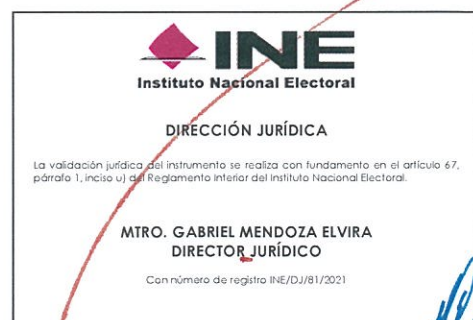 INE
Instituto Nacional Electoral
DIRECCIÓN JURÍDICA
La validación jurídica del instrumento se realiza con fundamento en el artículo 67,
párrafo 1, inciso u) del Reglamento Interior del Instituto Nacional Electoral.
MTRO. GABRIEL MENDOZA ELVIRA
DIRECTOR JURÍDICO
Con número de registro INE/DJ/81/2021